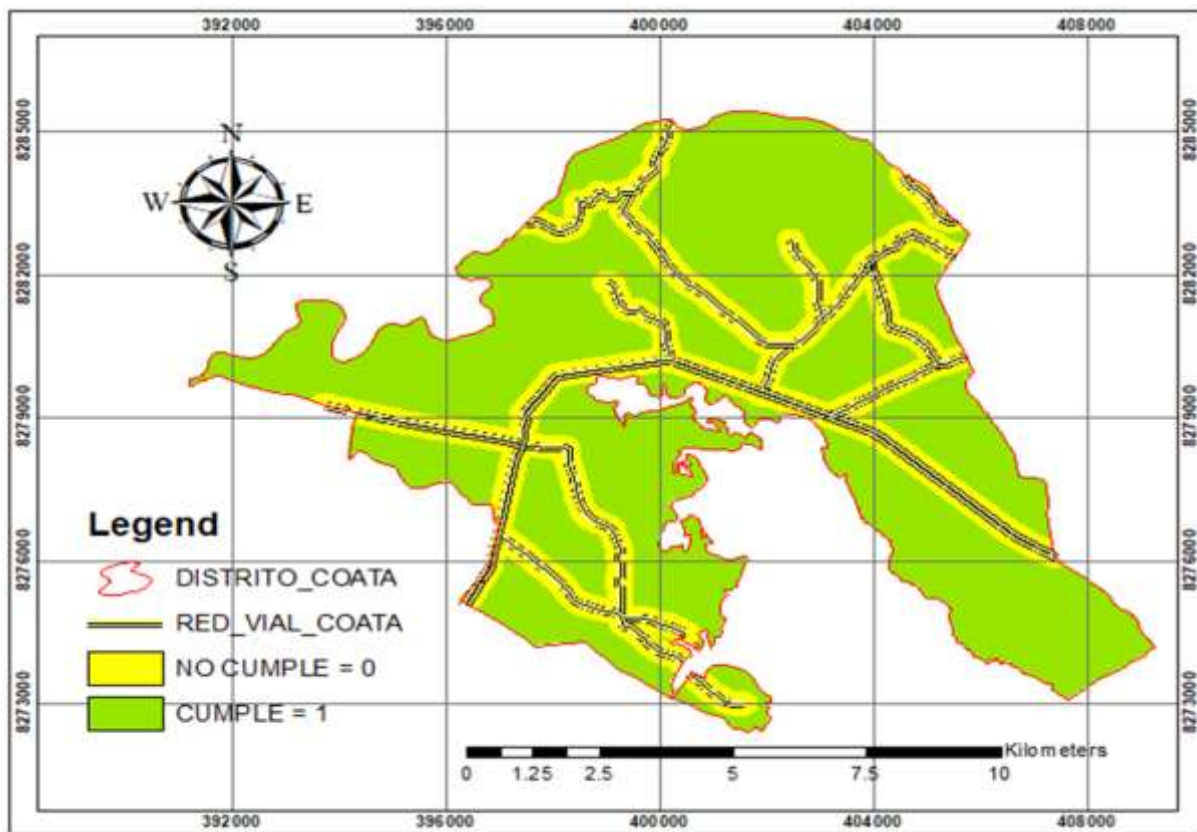 392000 396000 400000 404000 408000
8285000 8285000
N
W E
S
8282000 8282000
8279000 8279000
Legend
DISTRITO_COATA
8276000 8276000
RED_VIAL_COATA
NO CUMPLE = 0
CUMPLE = 1
8273000 8273000
Kilometers
0 1.25 2.5 5 7.5 10
392000 396000 400000 404000 408000